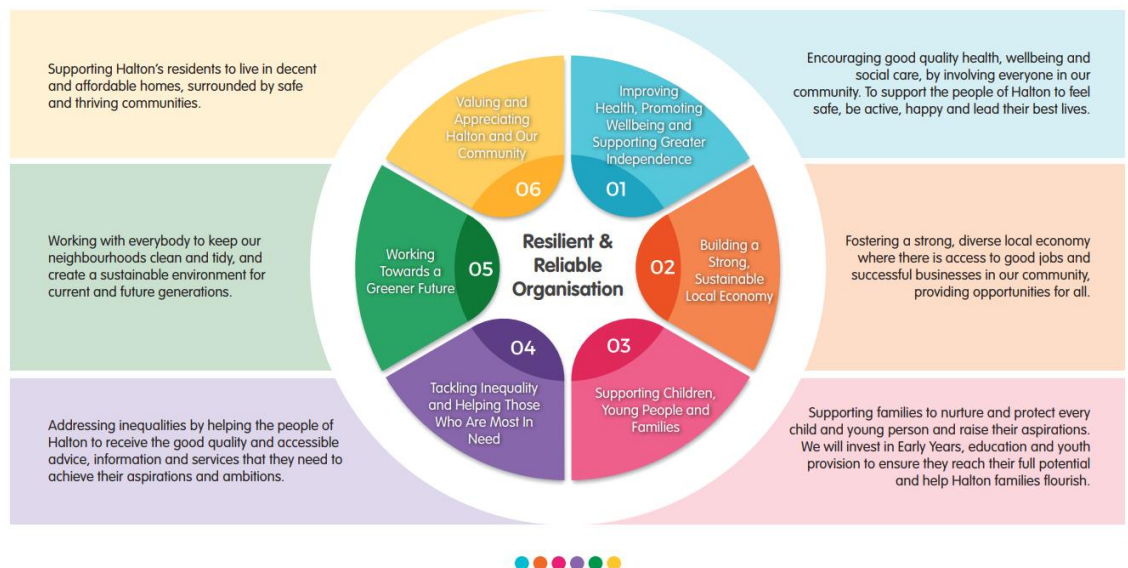 Supporting Halton's residents to live in decent
and affordable homes, surrounded by safe
and thriving communities.
Valuing and
Appreciating
Halton and Our
Community
06
Improving
Health, Promoting
Wellbeing and
Supporting Greater
Independence
01
Encouraging good quality health, wellbeing and
social care, by involving everyone in our
community. To support the people of Halton to feel
safe, be active, happy and lead their best lives.
Working with everybody to keep our
neighbourhoods clean and tidy, and
create a sustainable environment for
current and future generations.
Working
Towards a
Greener Future
05
Resilient &
Reliable
Organisation
02
Building a
Strong,
Sustainable
Local Economy
Fostering a strong, diverse local economy
where there is access to good jobs and
successful businesses in our community,
providing opportunities for all.
Addressing inequalities by helping the people of
Halton to receive the good quality and accessible
advice, information and services that they need to
achieve their aspirations and ambitions.
04
Tackling Inequality
and Helping Those
Who Are Most In
Need
03
Supporting Children,
Young People and
Families
Supporting families to nurture and protect every
child and young person and raise their aspirations.
We will invest in Early Years, education and youth
provision to ensure they reach their full potential
and help Halton families flourish.